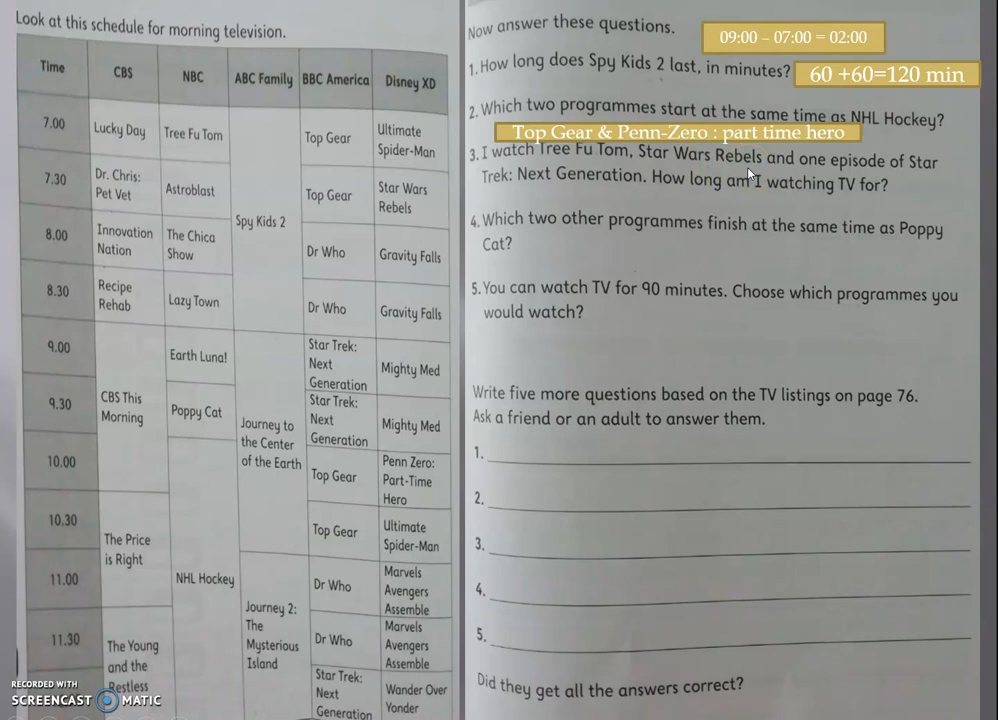 Look at this schedule for morning television.
Time
CBS
NBC
ABC Family
BBC America
Disney XD
7.00
Lucky Day
Tree Fu Tom
Top Gear
Ultimate
Spider-Man
7.30
Dr. Chris:
Pet Vet
Astroblast
Top Gear
Star Wars
Rebels
Spy Kids 2
8.00
Innovation
Nation
The Chica
Show
Dr Who
Gravity Falls
8.30
Recipe
Rehab
Lazy Town
Dr Who
Gravity Falls
9.00
Earth Luna!
Star Trek:
Next
Generation
Mighty Med
9.30
CBS This
Morning
Poppy Cat
Journey to
the Center
of the Earth
Star Trek:
Next
Generation
Mighty Med
10.00
Top Gear
Penn Zero:
Part-Time
Hero
10.30
The Price
is Right
Top Gear
Ultimate
Spider-Man
11.00
NHL Hockey
Dr Who
Marvels
Avengers
Assemble
11.30
The Young
and the
Restless
Journey 2:
The
Mysterious
Island
Dr Who
Marvels
Avengers
Assemble
Star Trek:
Next
Generation
Wander Over
Yonder
RECORDED WITH
SCREENCAST MATIC
Now answer these questions.
09:00 – 07:00 = 02:00
1. How long does Spy Kids 2 last, in minutes?
60 +60=120 min
2. Which two programmes start at the same time as NHL Hockey?
Top Gear & Penn-Zero : part time hero
3. I watch Tree Fu Tom, Star Wars Rebels and one episode of Star
Trek: Next Generation. How long am I watching TV for?
4. Which two other programmes finish at the same time as Poppy
Cat?
5. You can watch TV for 90 minutes. Choose which programmes you
would watch?
Write five more questions based on the TV listings on page 76.
Ask a friend or an adult to answer them.
1.
2.
3.
4.
5.
Did they get all the answers correct?